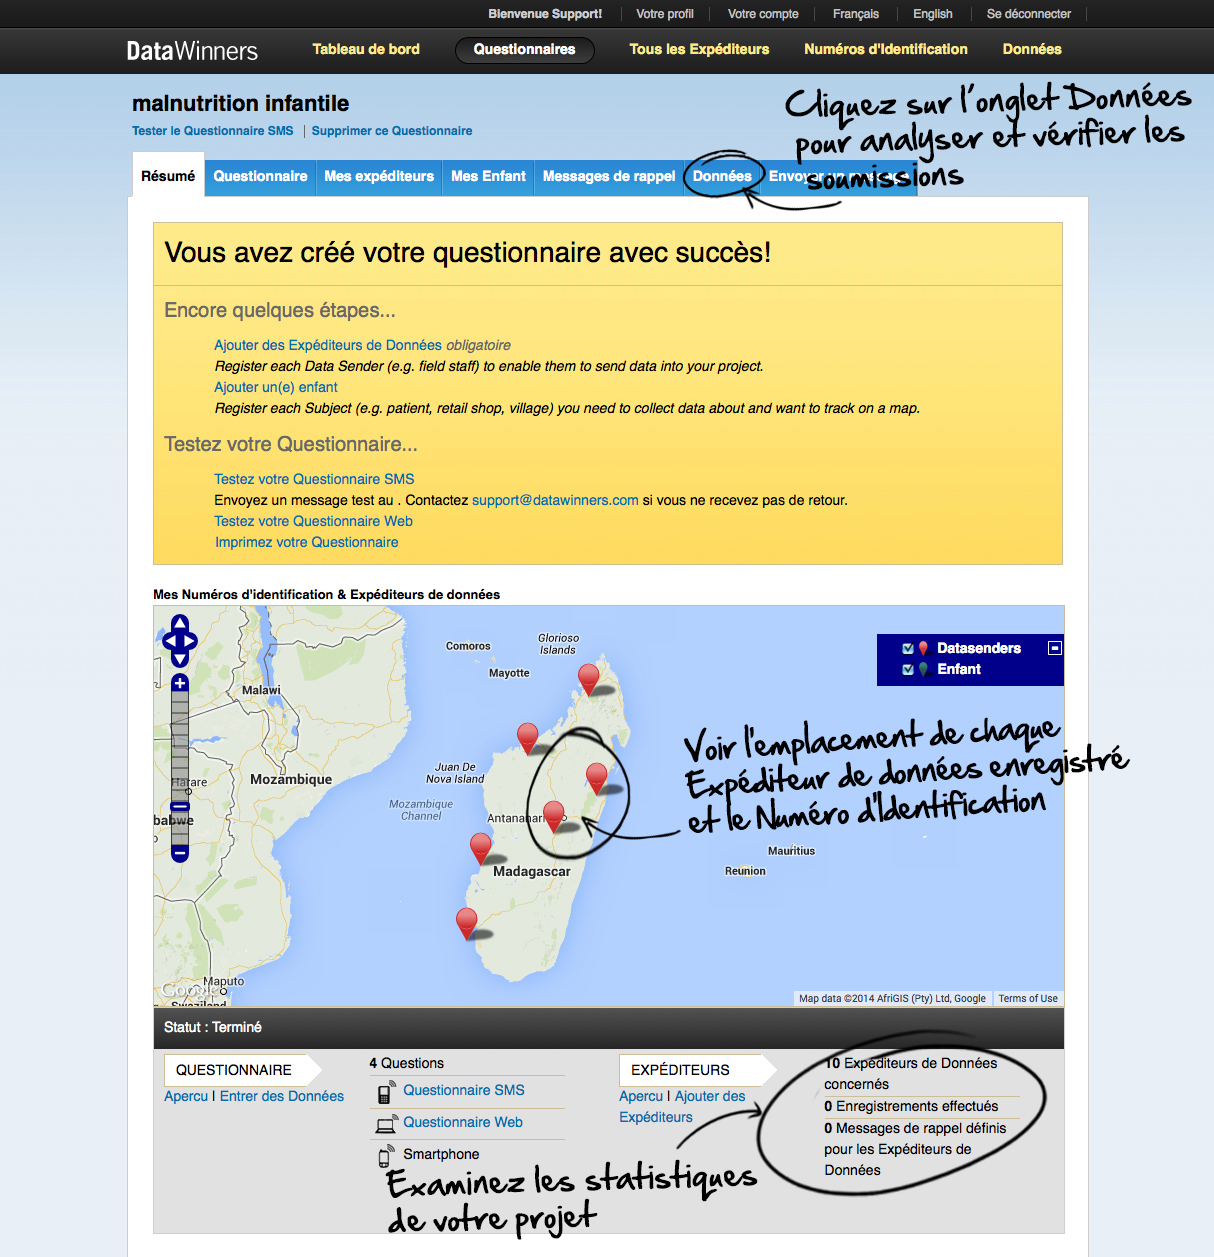 Bienvenue Support! Votre profil Votre compte Français English Se déconnecter
DataWinners Tableau de bord Questionnaires Tous les Expéditeurs Numéros d'Identification Données
malnutrition infantile
Tester le Questionnaire SMS | Supprimer ce Questionnaire
Cliquez sur l'onglet Données
pour analyser et vérifier les
soumissions
Résumé Questionnaire Mes expéditeurs Mes Enfant Messages de rappel Données Envoyer un message
Vous avez créé votre questionnaire avec succès!
Encore quelques étapes...
Ajouter des Expéditeurs de Données obligatoire
Register each Data Sender (e.g. field staff) to enable them to send data into your project.
Ajouter un(e) enfant
Register each Subject (e.g. patient, retail shop, village) you need to collect data about and want to track on a map.
Testez votre Questionnaire...
Testez votre Questionnaire SMS
Envoyez un message test au . Contactez support@datawinners.com si vous ne recevez pas de retour.
Testez votre Questionnaire Web
Imprimez votre Questionnaire
Mes Numéros d'identification & Expéditeurs de données
Glorioso
Islands
Comoros
Mayotte
Datasenders
Enfant
Malawi
Voir l'emplacement de chaque
Expéditeur de données enregistré
et le Numéro d'Identification
Juan De
Nova Island
Mozambique
Harare
Mozambique
Channel
Antananari
babwe
Mauritius
Reunion
Madagascar
Maputo
Google
Swaziland
Map data ©2014 AfriGIS (Pty) Ltd, Google Terms of Use
Statut : Terminé
QUESTIONNAIRE
Apercu | Entrer des Données
4 Questions
Questionnaire SMS
Questionnaire Web
Smartphone
EXPÉDITEURS
Apercu | Ajouter des
Expéditeurs
10 Expéditeurs de Données
concernés
0 Enregistrements effectués
0 Messages de rappel définis
pour les Expéditeurs de
Données
Examinez les statistiques
de votre projet